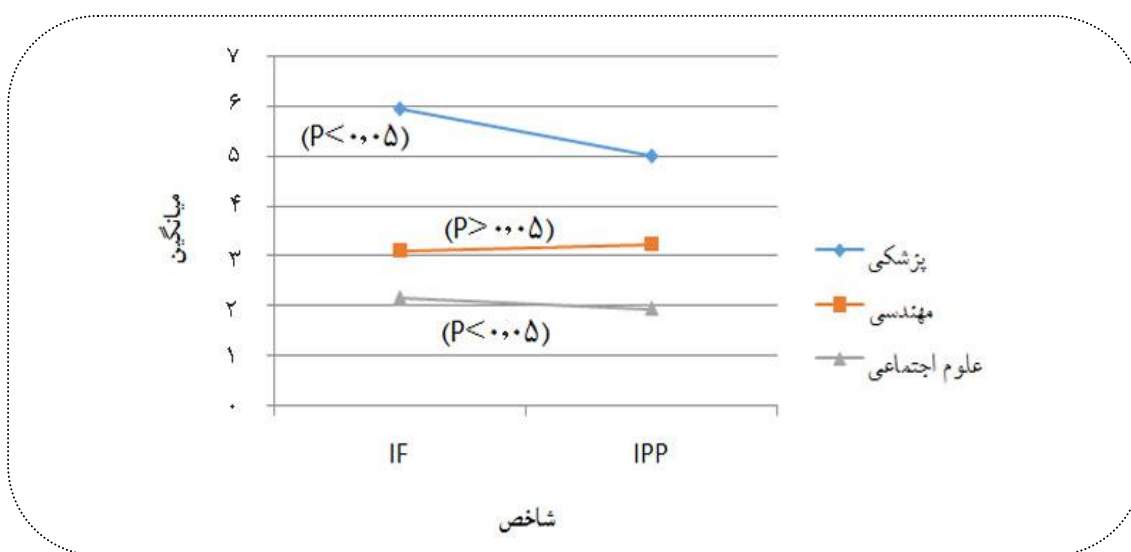 ۷
۶
(P<۰,۰۵)
۵
میانگین
۴
(P>۰,۰۵)
۳
پزشکی
۲
مهندسی
(P<۰,۰۵)
۱
علوم اجتماعی
۰
IF IPP
شاخص